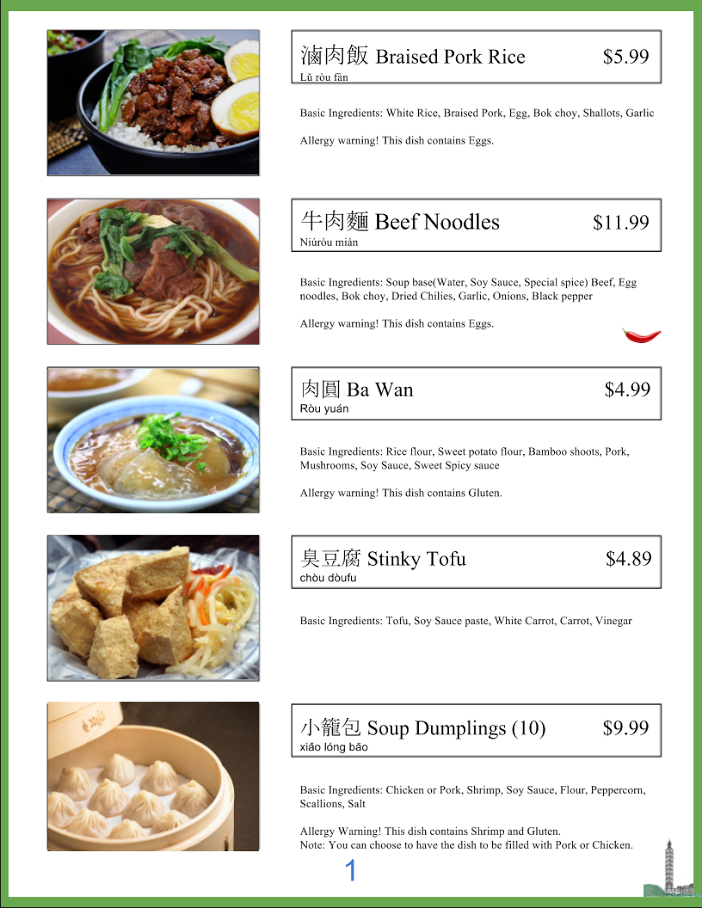 滷肉飯 Braised Pork Rice $5.99
Lǔ ròu fàn
Basic Ingredients: White Rice, Braised Pork, Egg, Bok choy, Shallots, Garlic
Allergy warning! This dish contains Eggs.
牛肉麵 Beef Noodles $11.99
Niúròu miàn
Basic Ingredients: Soup base(Water, Soy Sauce, Special spice) Beef, Egg
noodles, Bok choy, Dried Chilies, Garlic, Onions, Black pepper
Allergy warning! This dish contains Eggs.
肉圓 Ba Wan $4.99
Ròu yuán
Basic Ingredients: Rice flour, Sweet potato flour, Bamboo shoots, Pork,
Mushrooms, Soy Sauce, Sweet Spicy sauce
Allergy warning! This dish contains Gluten.
臭豆腐 Stinky Tofu $4.89
chòu dòufu
Basic Ingredients: Tofu, Soy Sauce paste, White Carrot, Carrot, Vinegar
小籠包 Soup Dumplings (10) $9.99
xiǎo lóng bāo
Basic Ingredients: Chicken or Pork, Shrimp, Soy Sauce, Flour, Peppercorn,
Scallions, Salt
Allergy Warning! This dish contains Shrimp and Gluten.
Note: You can choose to have the dish to be filled with Pork or Chicken.
1